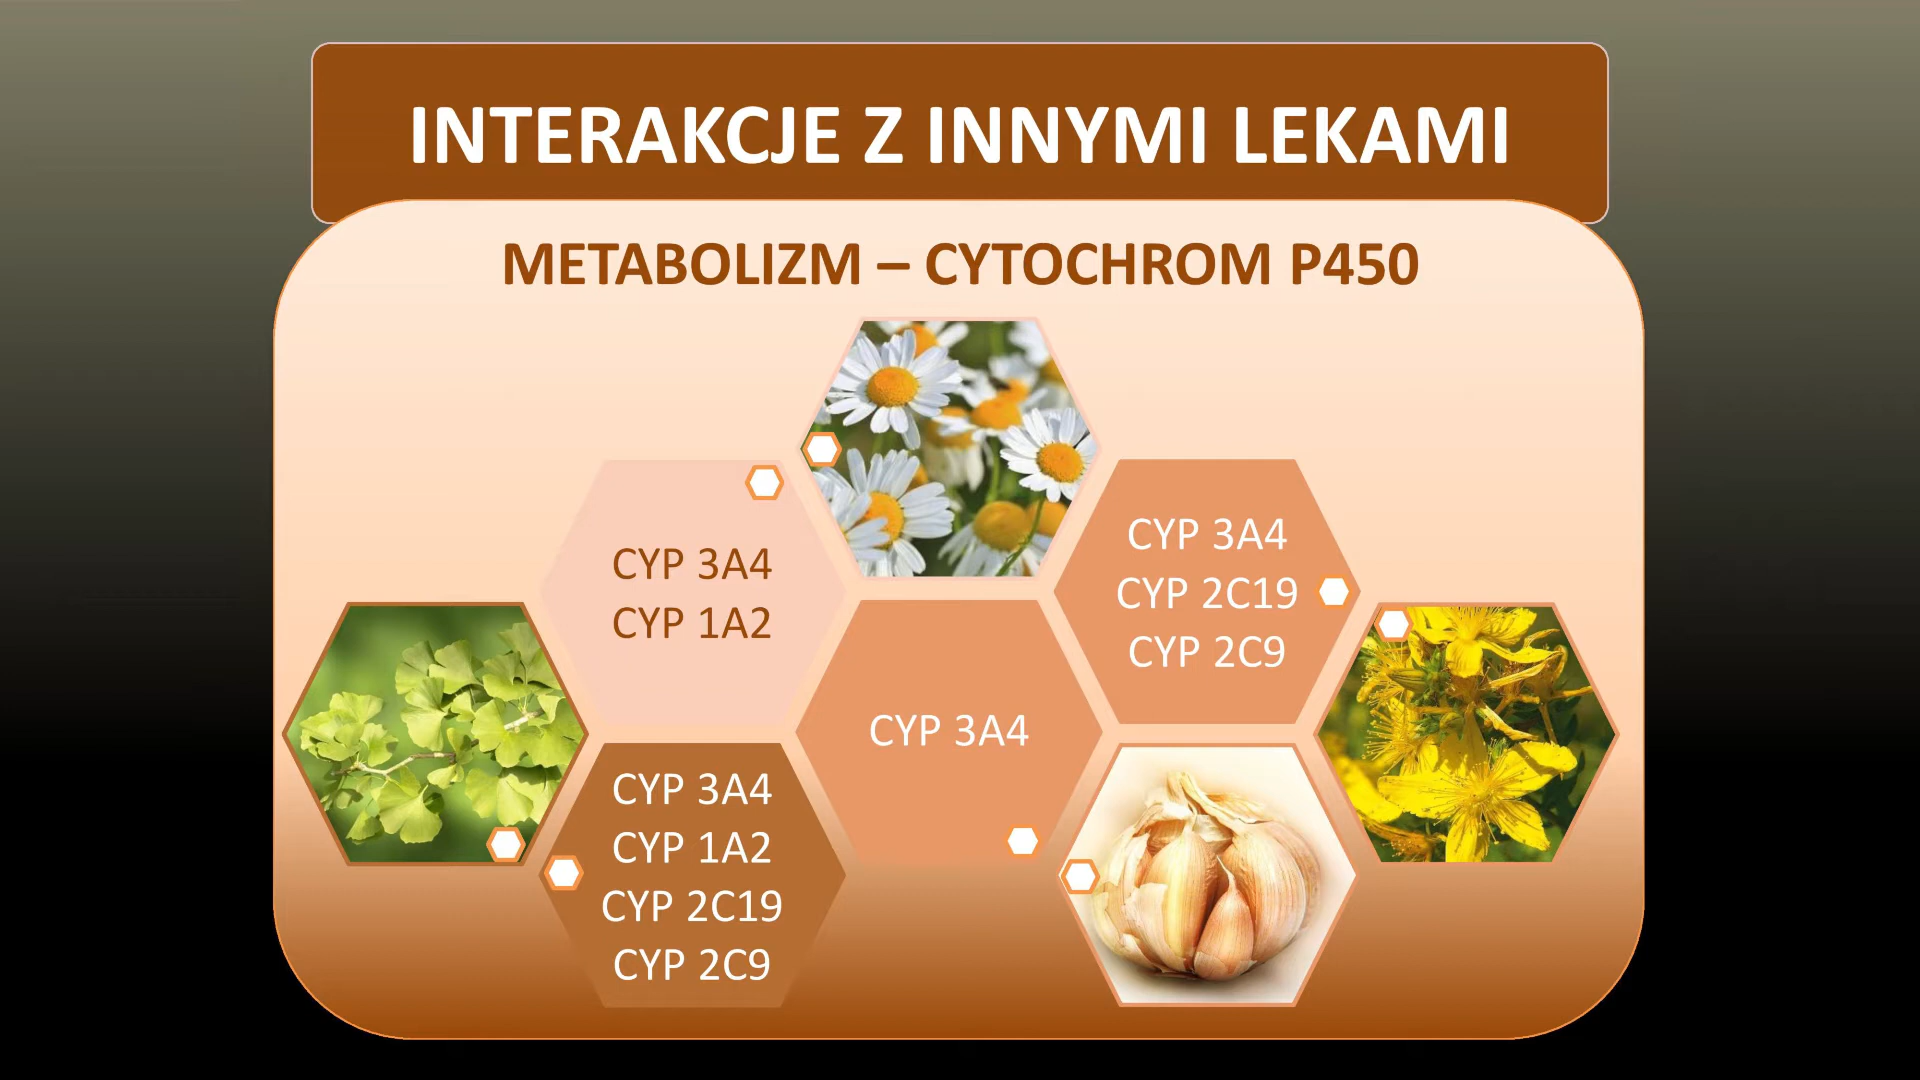 INTERAKCJE Z INNYMI LEKAMI
METABOLIZM – CYTOCHROM P450
CYP 3A4
CYP 1A2
CYP 3A4
CYP 2C19
CYP 2C9
CYP 3A4
CYP 3A4
CYP 1A2
CYP 2C19
CYP 2C9